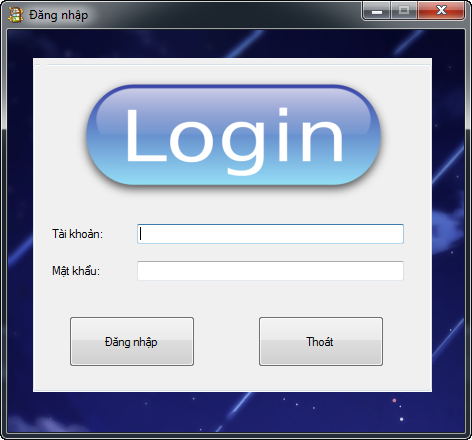 Đăng nhập
Login
Tài khoản:
Mật khẩu:
Đăng nhập
Thoát